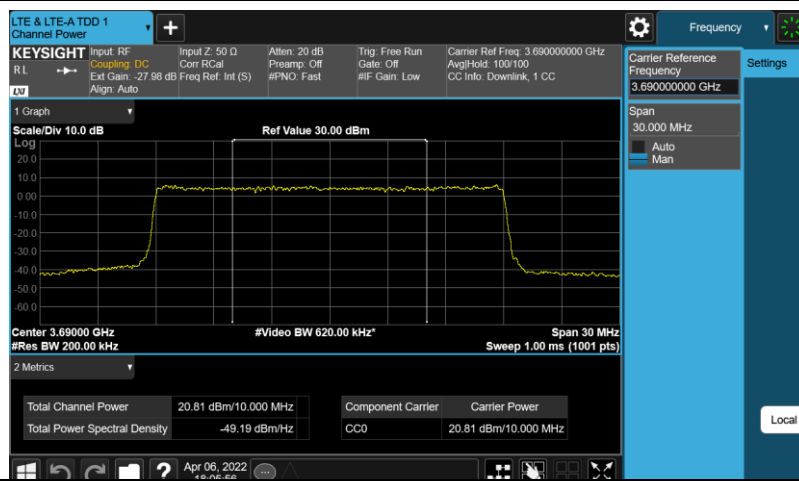 LTE & LTE-A TDD 1
Channel Power
Frequency
KEYSIGHT
RL
LXI
Input: RF
Coupling: DC
Ext Gain: -27.98 dB
Align: Auto
Input Z: 50 Ω
Corr RCal
Freq Ref: Int (S)
Atten: 20 dB
Preamp: Off
#PNO: Fast
Trig: Free Run
Gate: Off
#IF Gain: Low
Carrier Ref Freq: 3.690000000 GHz
Avg|Hold: 100/100
CC Info: Downlink, 1 CC
Carrier Reference
Frequency
3.690000000 GHz
Settings
Span
30.000 MHz
Auto
Man
1 Graph
Scale/Div 10.0 dB
Ref Value 30.00 dBm
Log
20.0
10.0
0.00
-10.0
-20.0
-30.0
-40.0
-50.0
-60.0
Center 3.69000 GHz
#Video BW 620.00 kHz*
Span 30 MHz
#Res BW 200.00 kHz
Sweep 1.00 ms (1001 pts)
2 Metrics
Total Channel Power 20.81 dBm/10.000 MHz
Total Power Spectral Density -49.19 dBm/Hz
Component Carrier Carrier Power
CC0 20.81 dBm/10.000 MHz
Local
?
Apr 06, 2022
18:05:56